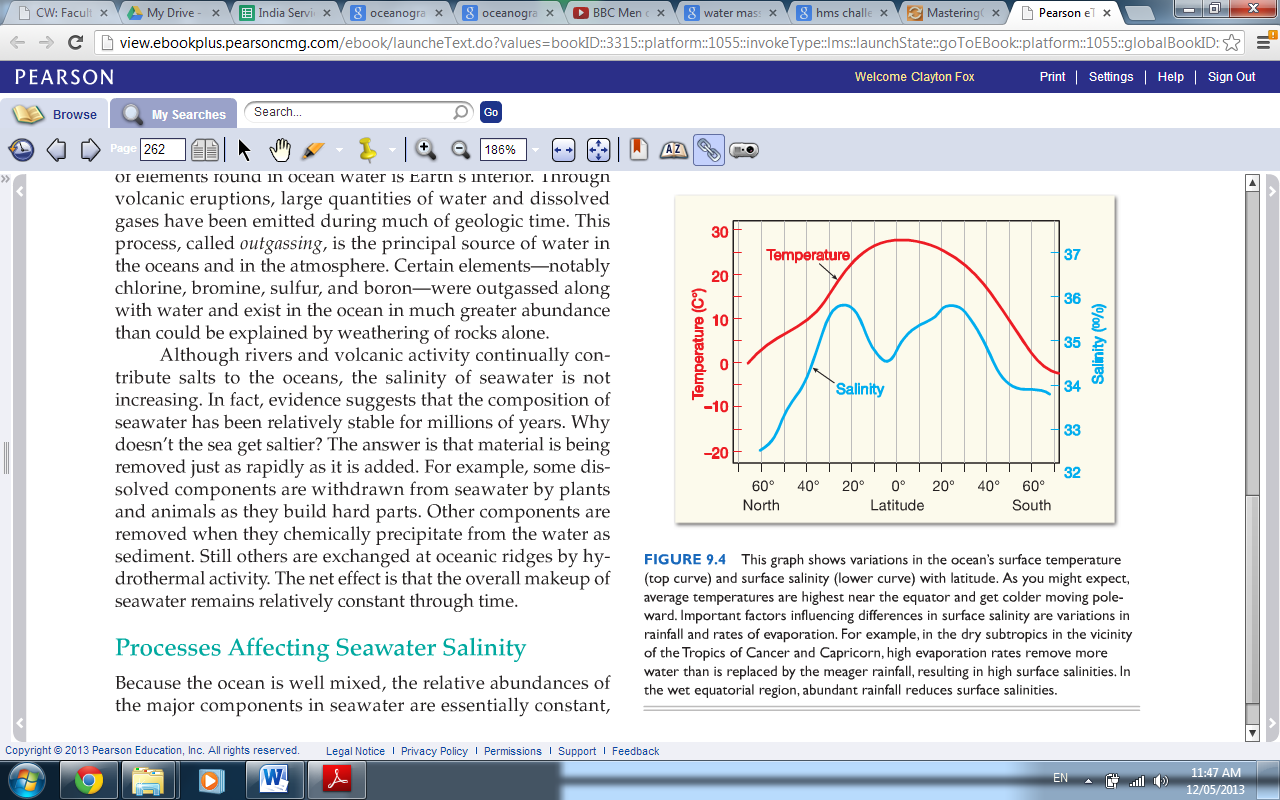 CW: Facult
My Drive -
India Servi
oceanogra
oceanogra
BBC Men o
water mass
hms challe
Mastering
Pearson eT
view.ebookplus.pearsoncmg.com/ebook/launcheText.do?values=bookID::3315::platform::1055::invokeType::lms::launchState::goToEBook::platform::1055::globalBookID:
PEARSON
Welcome Clayton Fox
Print | Settings | Help | Sign Out
Browse
My Searches
Search...
Go
Page 262
186%
A Z
of elements found in ocean water is Earth's interior. Through
volcanic eruptions, large quantities of water and dissolved
gases have been emitted during much of geologic time. This
process, called outgassing, is the principal source of water in
the oceans and in the atmosphere. Certain elements—notably
chlorine, bromine, sulfur, and boron—were outgassed along
with water and exist in the ocean in much greater abundance
than could be explained by weathering of rocks alone.
Although rivers and volcanic activity continually con-
tribute salts to the oceans, the salinity of seawater is not
increasing. In fact, evidence suggests that the composition of
seawater has been relatively stable for millions of years. Why
doesn't the sea get saltier? The answer is that material is being
removed just as rapidly as it is added. For example, some dis-
solved components are withdrawn from seawater by plants
and animals as they build hard parts. Other components are
removed when they chemically precipitate from the water as
sediment. Still others are exchanged at oceanic ridges by hy-
drothermal activity. The net effect is that the overall makeup of
seawater remains relatively constant through time.
Processes Affecting Seawater Salinity
Because the ocean is well mixed, the relative abundances of
the major components in seawater are essentially constant,
Temperature (C°)
30
20
10
0
−10
−20
Temperature
Salinity
37
36
35
34
33
32
Salinity (‰)
60° 40° 20° 0° 20° 40° 60°
North Latitude South
FIGURE 9.4 This graph shows variations in the ocean's surface temperature
(top curve) and surface salinity (lower curve) with latitude. As you might expect,
average temperatures are highest near the equator and get colder moving pole-
ward. Important factors influencing differences in surface salinity are variations in
rainfall and rates of evaporation. For example, in the dry subtropics in the vicinity
of the Tropics of Cancer and Capricorn, high evaporation rates remove more
water than is replaced by the meager rainfall, resulting in high surface salinities. In
the wet equatorial region, abundant rainfall reduces surface salinities.
Copyright © 2013 Pearson Education, Inc. All rights reserved. Legal Notice | Privacy Policy | Permissions | Support | Feedback
EN
11:47 AM
12/05/2013